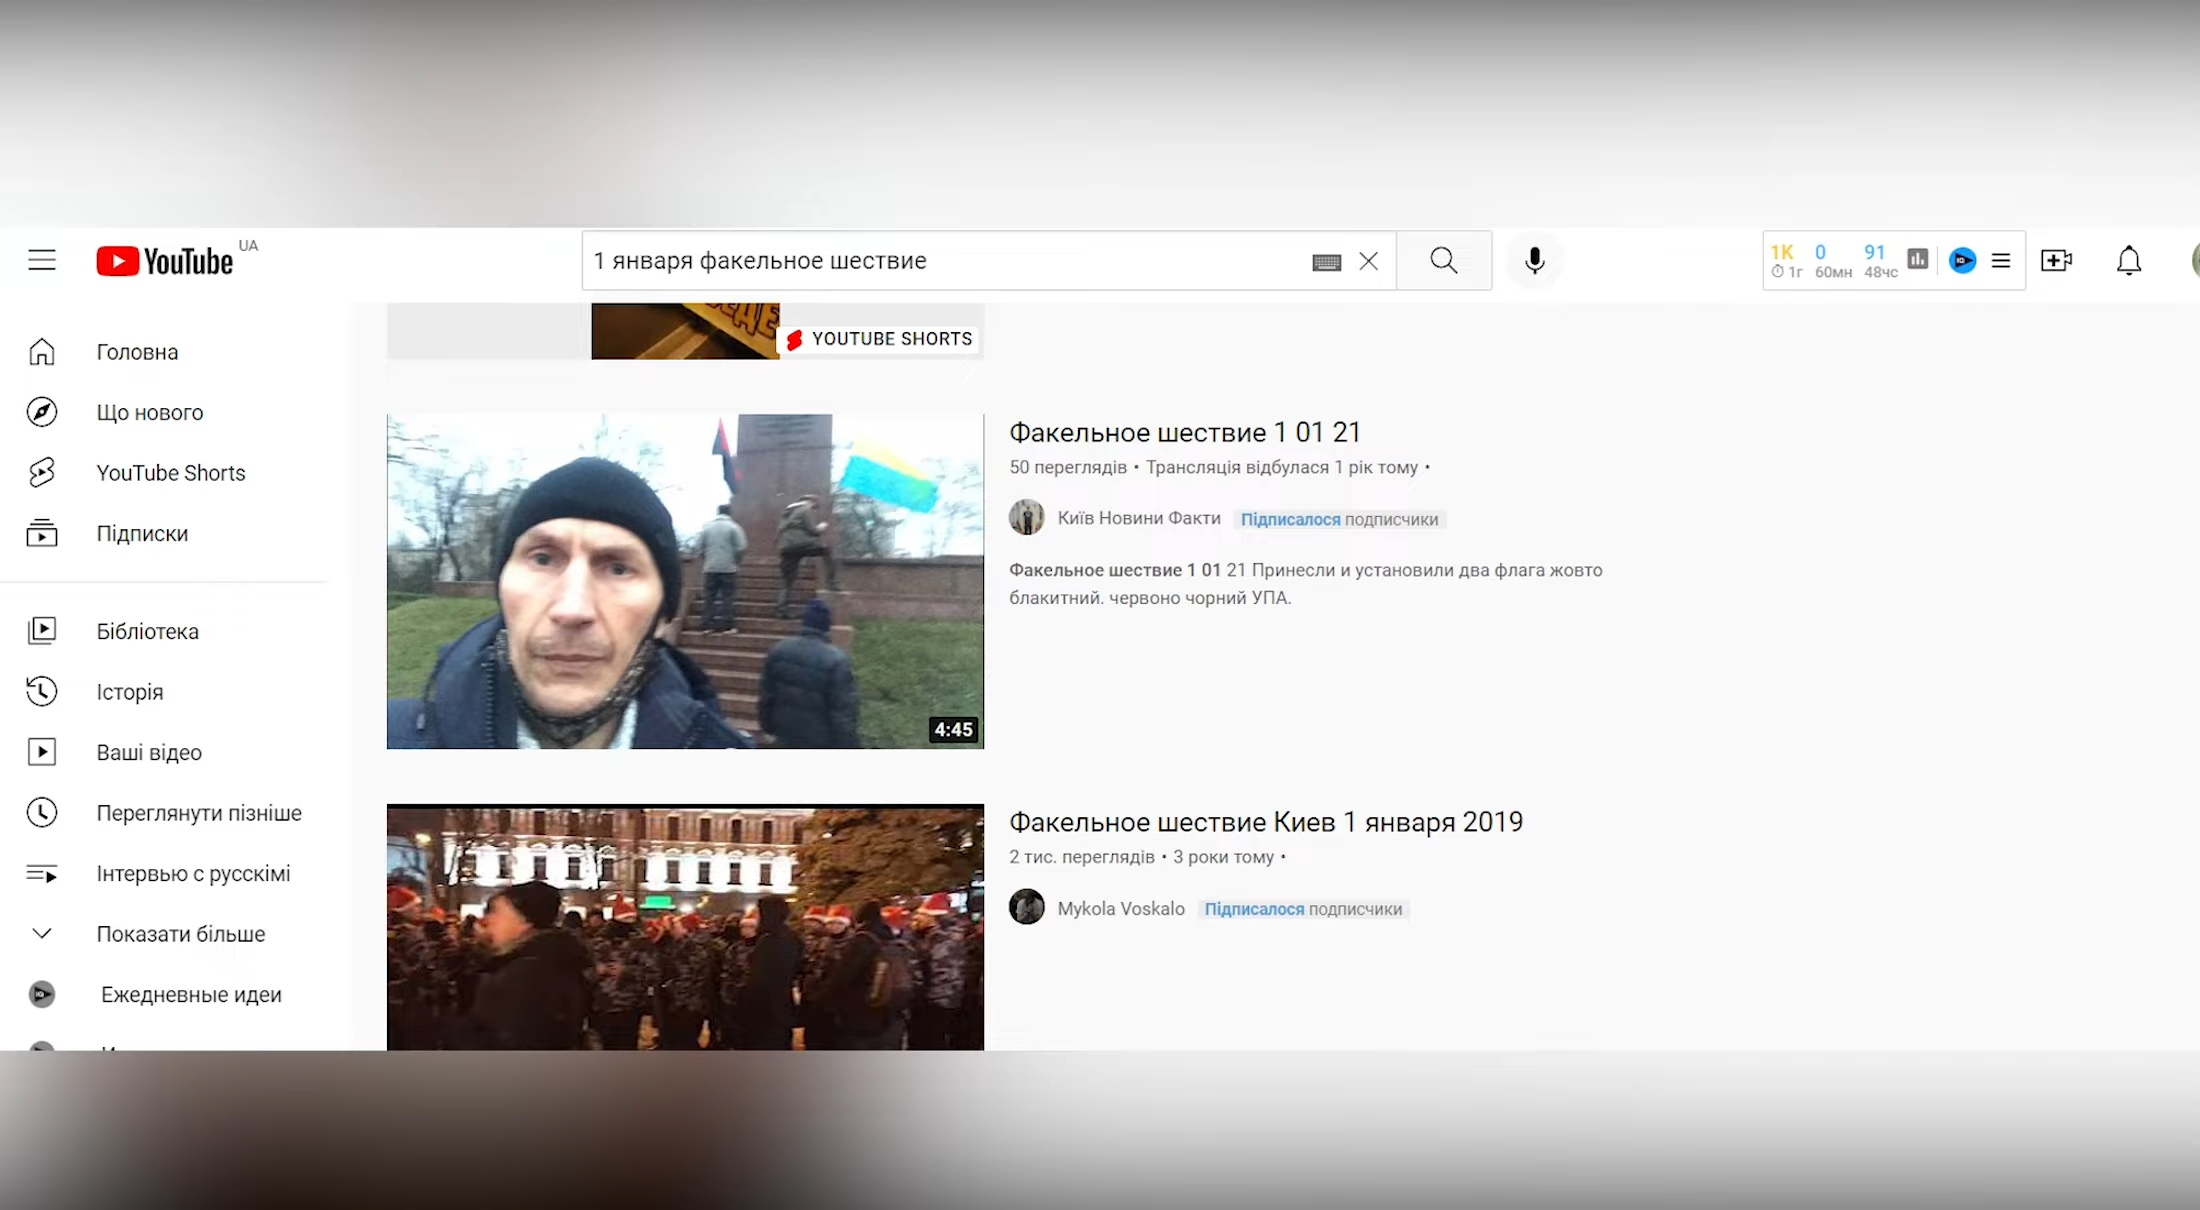 YouTube UA
1 января факельное шествие
1K 0 91
1г 60мн 48чс
Головна
Що нового
YouTube Shorts
Підписки
Бібліотека
Історія
Ваші відео
Переглянути пізніше
Інтервью с русскімі
Показати більше
Ежедневные идеи
YOUTUBE SHORTS
4:45
Факельное шествие 1 01 21
50 переглядів • Трансляція відбулася 1 рік тому •
Київ Новини Факти Підписалося подписчики
Факельное шествие 1 01 21 Принесли и установили два флага жовто
блакитний. червоно чорний УПА.
Факельное шествие Киев 1 января 2019
2 тис. переглядів • 3 роки тому •
Mykola Voskalo Підписалося подписчики